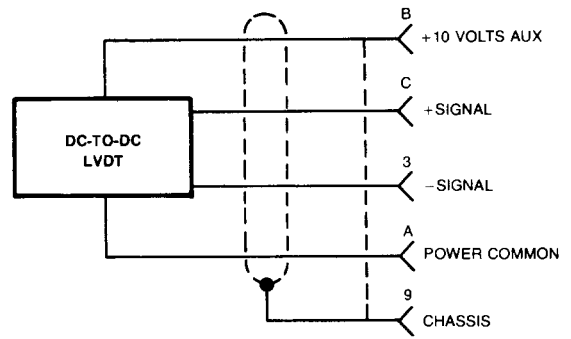 B
+10 VOLTS AUX
C
+SIGNAL
DC-TO-DC
LVDT
3
−SIGNAL
A
POWER COMMON
9
CHASSIS